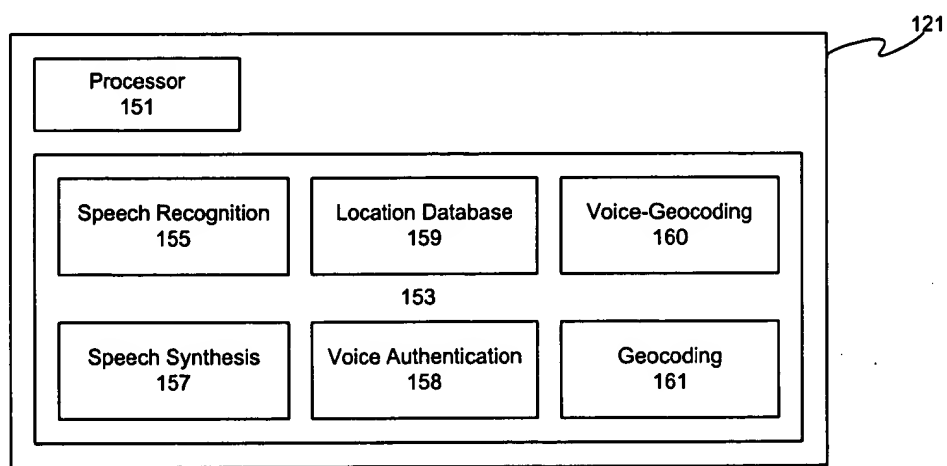 121
Processor
151
Speech Recognition
155
Location Database
159
Voice-Geocoding
160
153
Speech Synthesis
157
Voice Authentication
158
Geocoding
161